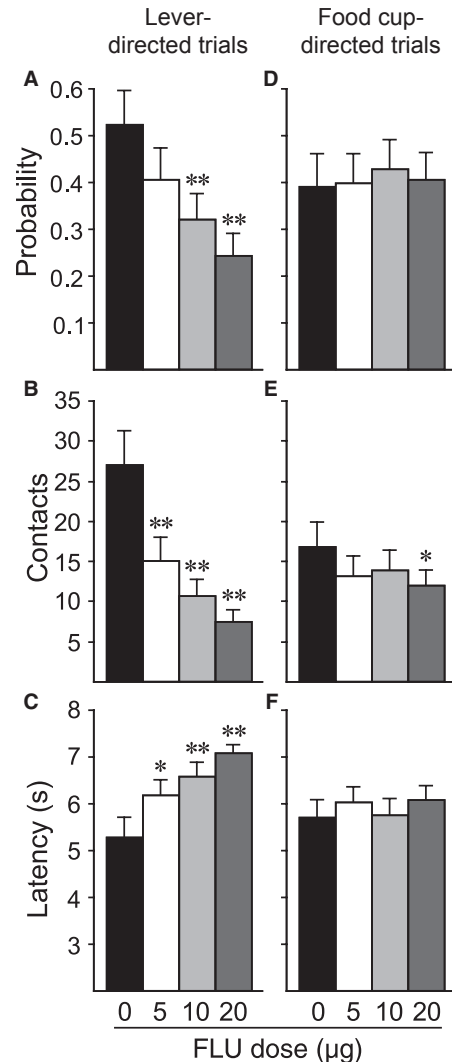 Lever-
directed trials
Food cup-
directed trials
A
Probability
0.6
0.5
0.4
0.3
0.2
0.1
**
**
D
B
Contacts
35
30
25
20
15
10
5
**
**
**
E
*
C
Latency (s)
8
7
6
5
4
3
*
**
**
F
0 5 10 20
0 5 10 20
FLU dose (µg)